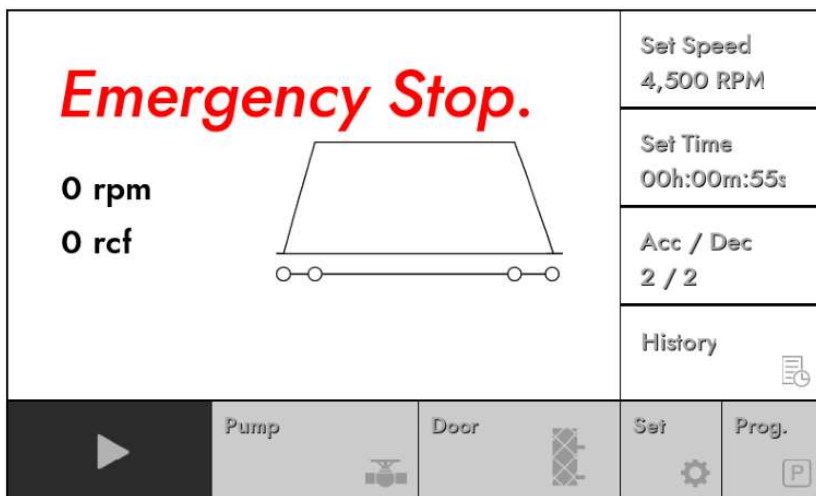 Emergency Stop.
0 rpm
0 rcf
Set Speed
4,500 RPM
Set Time
00h:00m:55s
Acc / Dec
2 / 2
History
Pump
Door
Set
Prog.
P